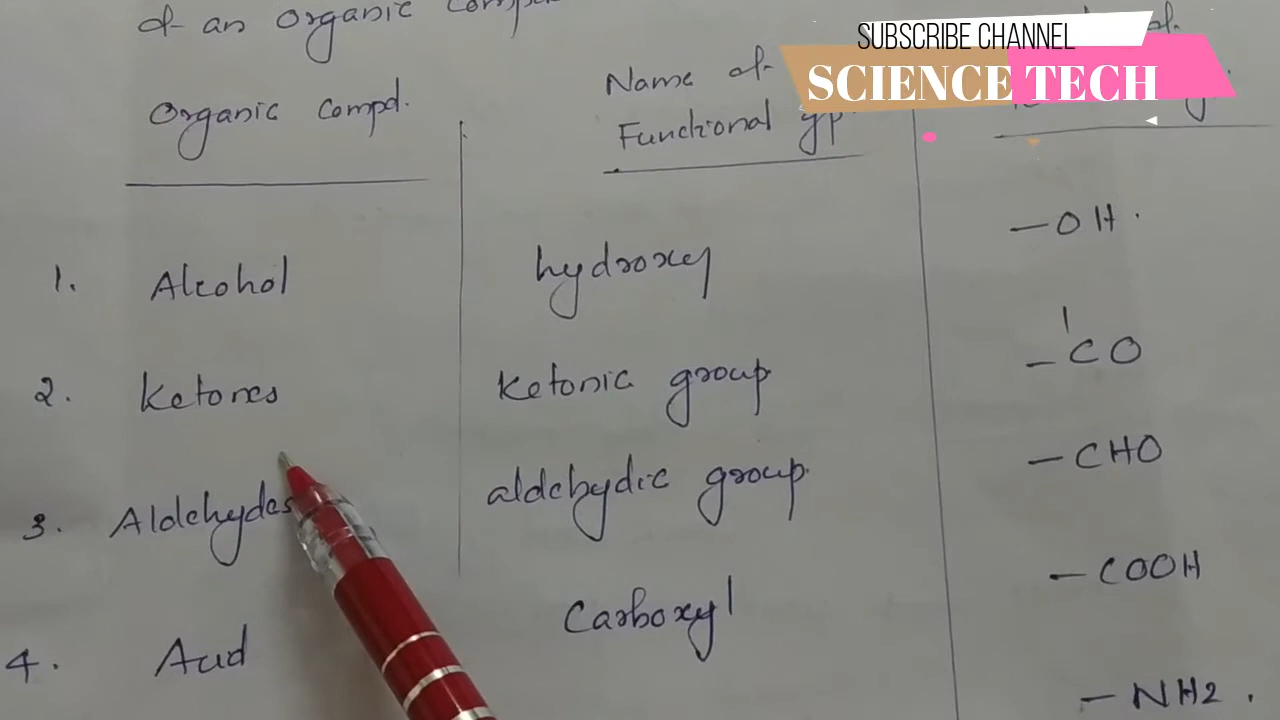 of an Organic Compd
SUBSCRIBE CHANNEL
SCIENCE TECH
Organic Compd.
Name of
Functional gp
1. Alcohol hydroxy -OH.
2. Ketones Ketonic group -CO
3. Aldehydes aldehydic group -CHO
4. Acid Carboxyl -COOH
-NH2.